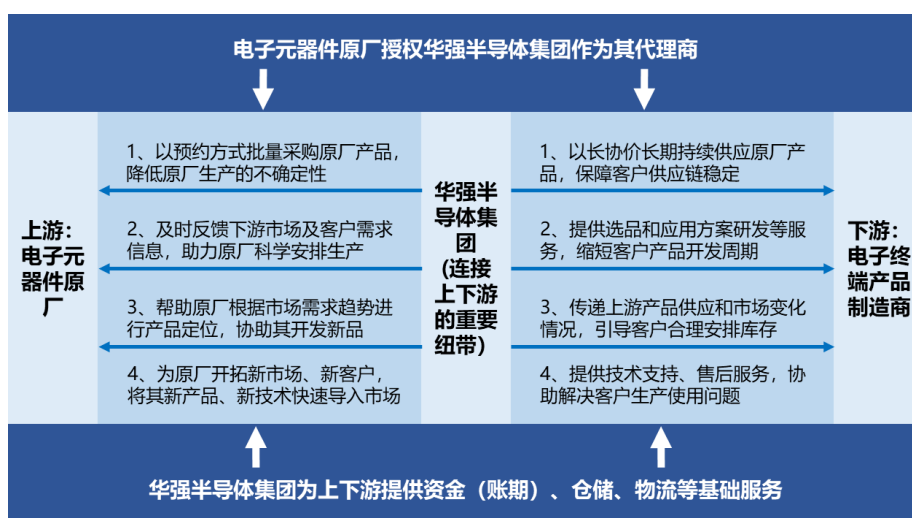 电子元器件原厂授权华强半导体集团作为其代理商
上游：
电子元
器件原
厂
1、以预约方式批量采购原厂产品，
降低原厂生产的不确定性
2、及时反馈下游市场及客户需求
信息，助力原厂科学安排生产
3、帮助原厂根据市场需求趋势进
行产品定位，协助其开发新品
4、为原厂开拓新市场、新客户，
将其新产品、新技术快速导入市场
华强半
导体集
团
(连接
上下游
的重要
纽带）
1、以长协价长期持续供应原厂产
品，保障客户供应链稳定
2、提供选品和应用方案研发等服
务，缩短客户产品开发周期
3、传递上游产品供应和市场变化
情况，引导客户合理安排库存
4、提供技术支持、售后服务，协
助解决客户生产使用问题
下游：
电子终
端产品
制造商
华强半导体集团为上下游提供资金（账期）、仓储、物流等基础服务